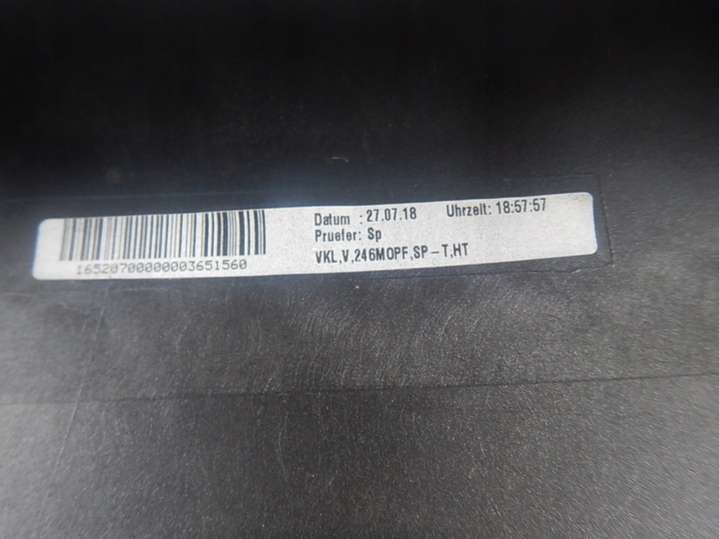 Datum : 27.07.18 Uhrzeit: 18:57:57
Pruefer: Sp
VKL,V,246MOPF,SP-T,HT
16520700000003651560